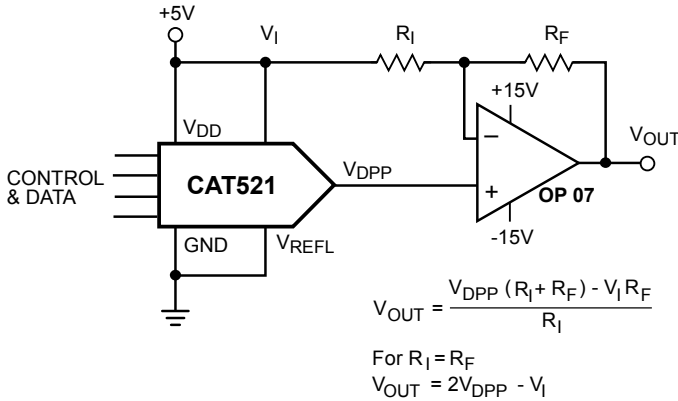 +5V
V_I
R_I
R_F
+15V
V_DD
V_OUT
V_DPP
−
CONTROL
& DATA
CAT521
+
OP 07
GND
V_REFL
-15V
V_OUT = V_DPP (R_I + R_F) - V_I R_F / R_I
For R_I = R_F
V_OUT = 2V_DPP - V_I